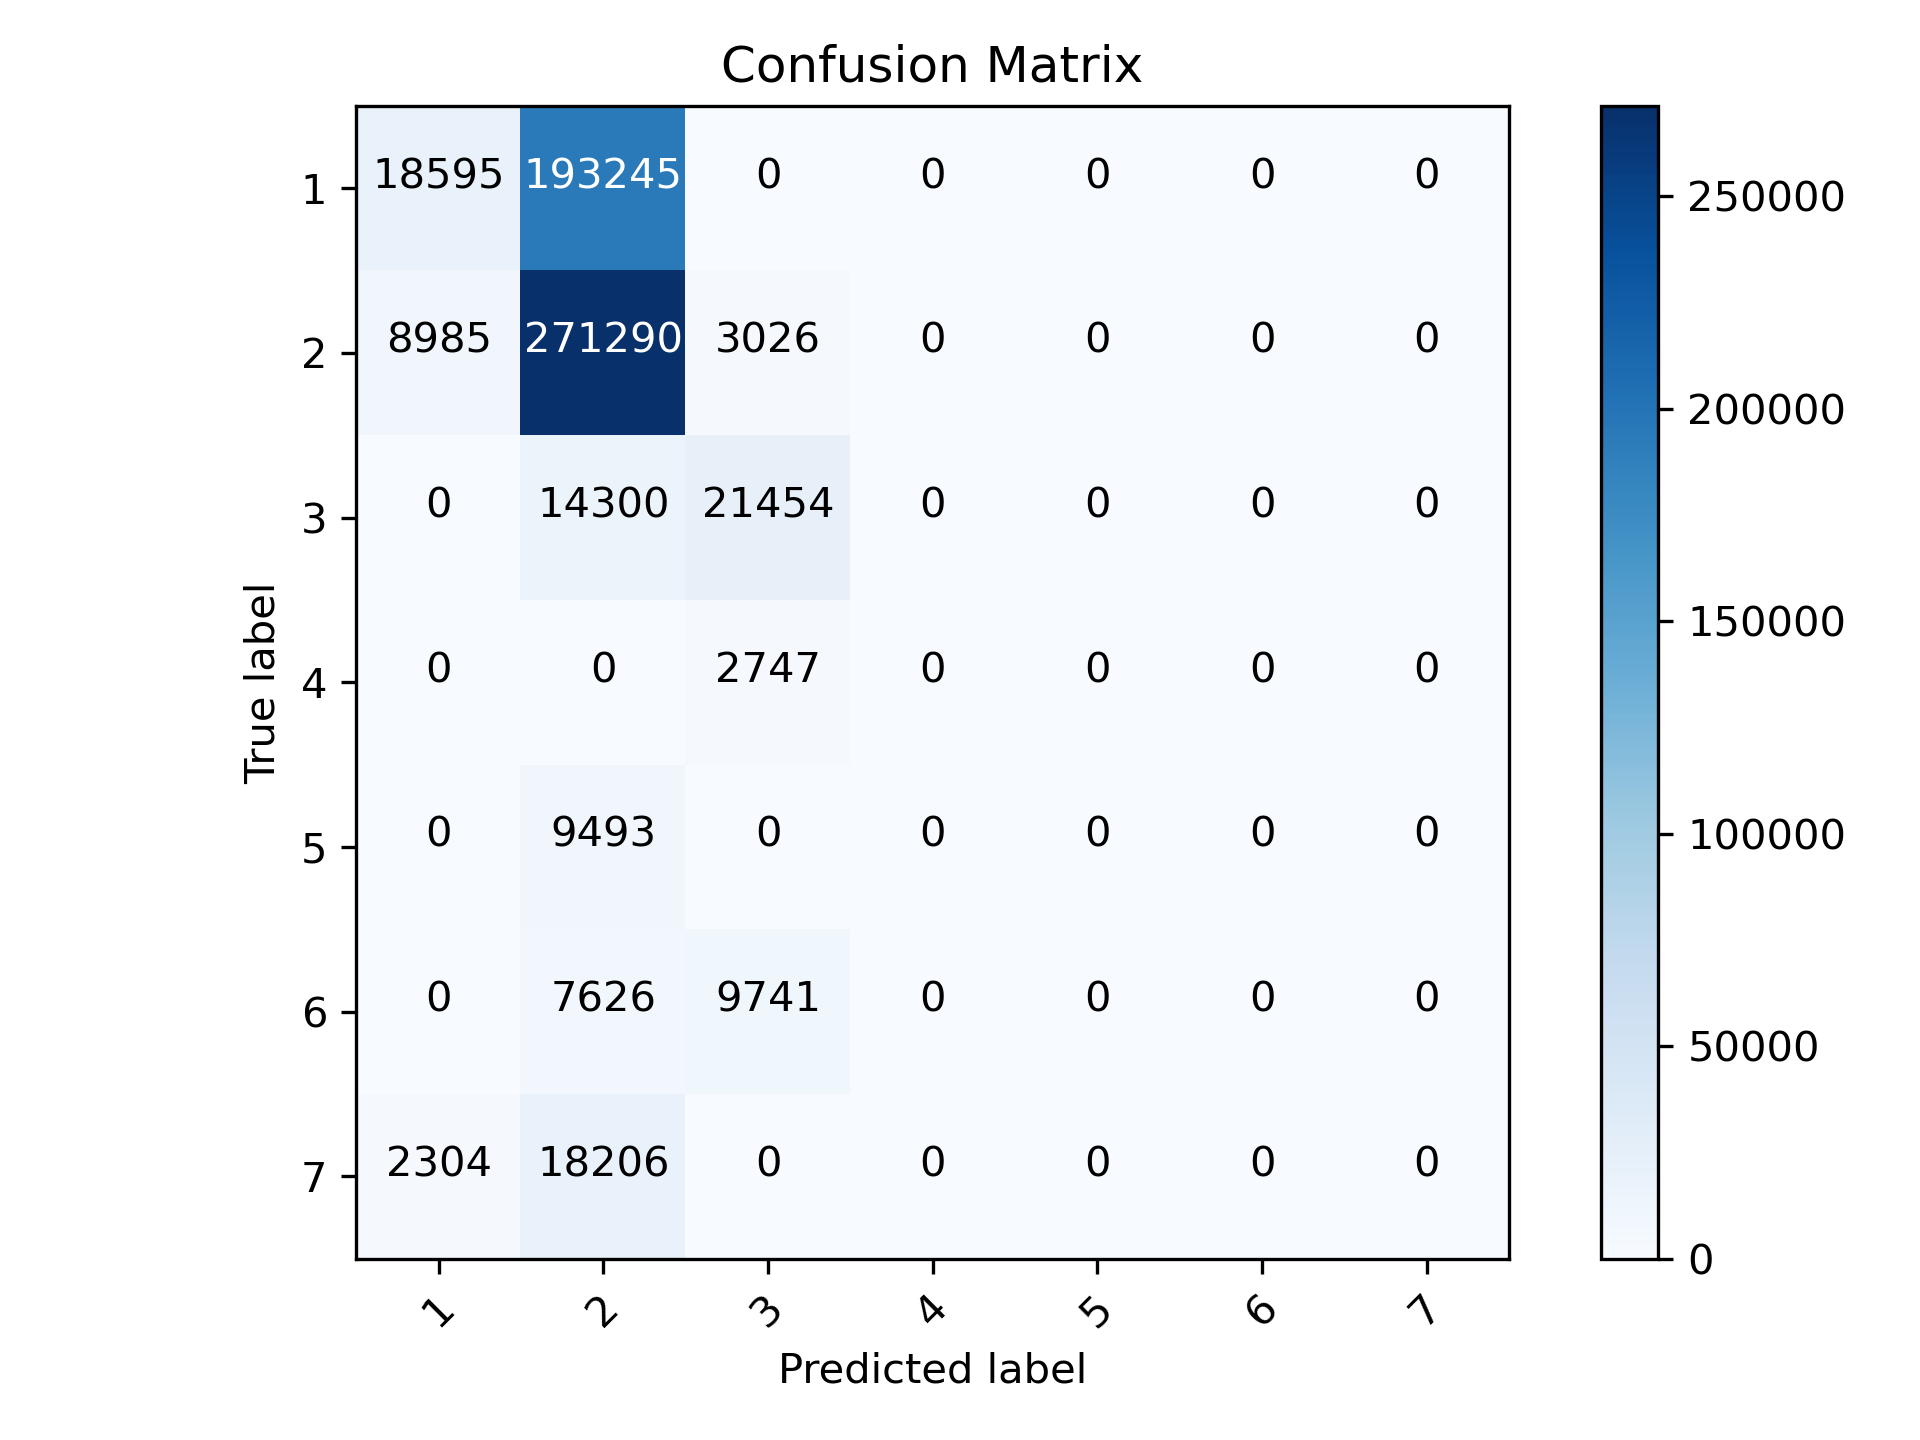 Confusion Matrix
1 18595 193245 0 0 0 0 0
2 8985 271290 3026 0 0 0 0
3 0 14300 21454 0 0 0 0
4 0 0 2747 0 0 0 0
5 0 9493 0 0 0 0 0
6 0 7626 9741 0 0 0 0
7 2304 18206 0 0 0 0 0
1 2 3 4 5 6 7
Predicted label
True label
250000
200000
150000
100000
50000
0